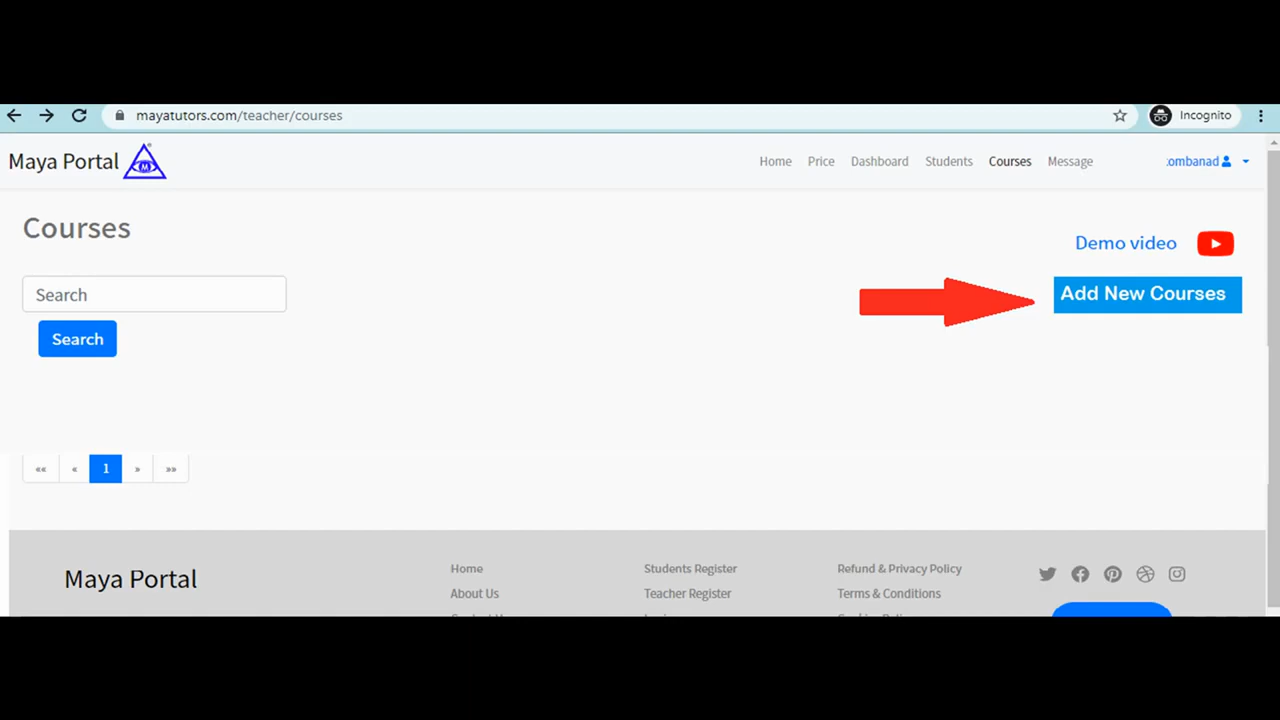 mayatutors.com/teacher/courses
Incognito
Maya Portal
M
Home Price Dashboard Students Courses Message
ombanad
Courses
Demo video
Search
Add New Courses
Search
«« « 1 » »»
Maya Portal
Home Students Register Refund & Privacy Policy
About Us Teacher Register Terms & Conditions